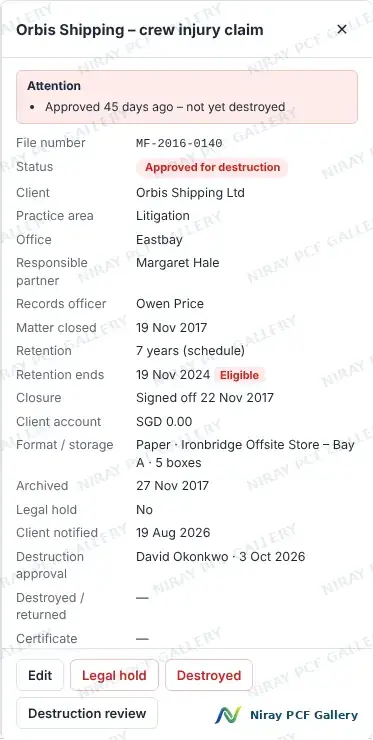 Orbis Shipping – crew injury claim ✕
Attention
• Approved 45 days ago – not yet destroyed
File number MF-2016-0140
Status Approved for destruction
Client Orbis Shipping Ltd
Practice area Litigation
Office Eastbay
Responsible partner Margaret Hale
Records officer Owen Price
Matter closed 19 Nov 2017
Retention 7 years (schedule)
Retention ends 19 Nov 2024 Eligible
Closure Signed off 22 Nov 2017
Client account SGD 0.00
Format / storage Paper · Ironbridge Offsite Store – Bay
A · 5 boxes
Archived 27 Nov 2017
Legal hold No
Client notified 19 Aug 2026
Destruction approval David Okonkwo · 3 Oct 2026
Destroyed / returned —
Certificate —
Edit Legal hold Destroyed
Destruction review
Niray PCF Gallery
NIRAY PCF GALLERY